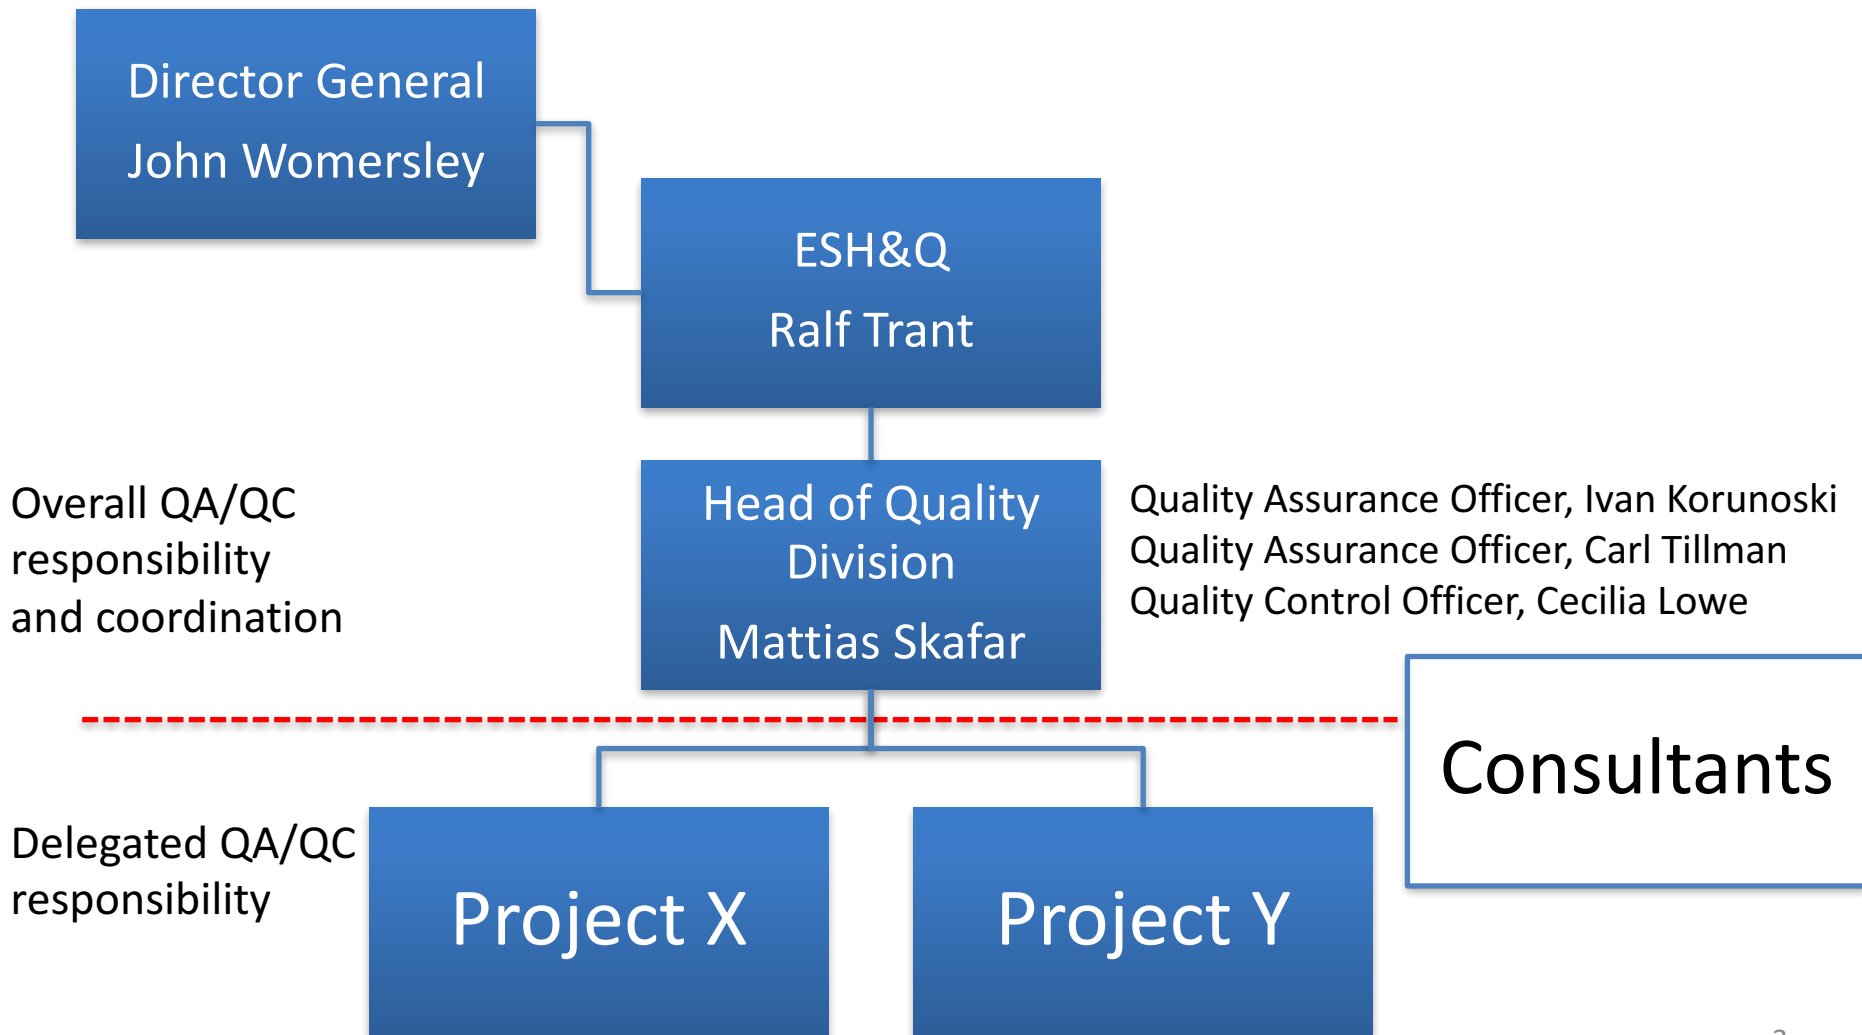 Director General
John Womersley
ESH&Q
Ralf Trant
Overall QA/QC
responsibility
and coordination
Head of Quality
Division
Mattias Skafar
Quality Assurance Officer, Ivan Korunoski
Quality Assurance Officer, Carl Tillman
Quality Control Officer, Cecilia Lowe
Consultants
Delegated QA/QC
responsibility
Project X
Project Y